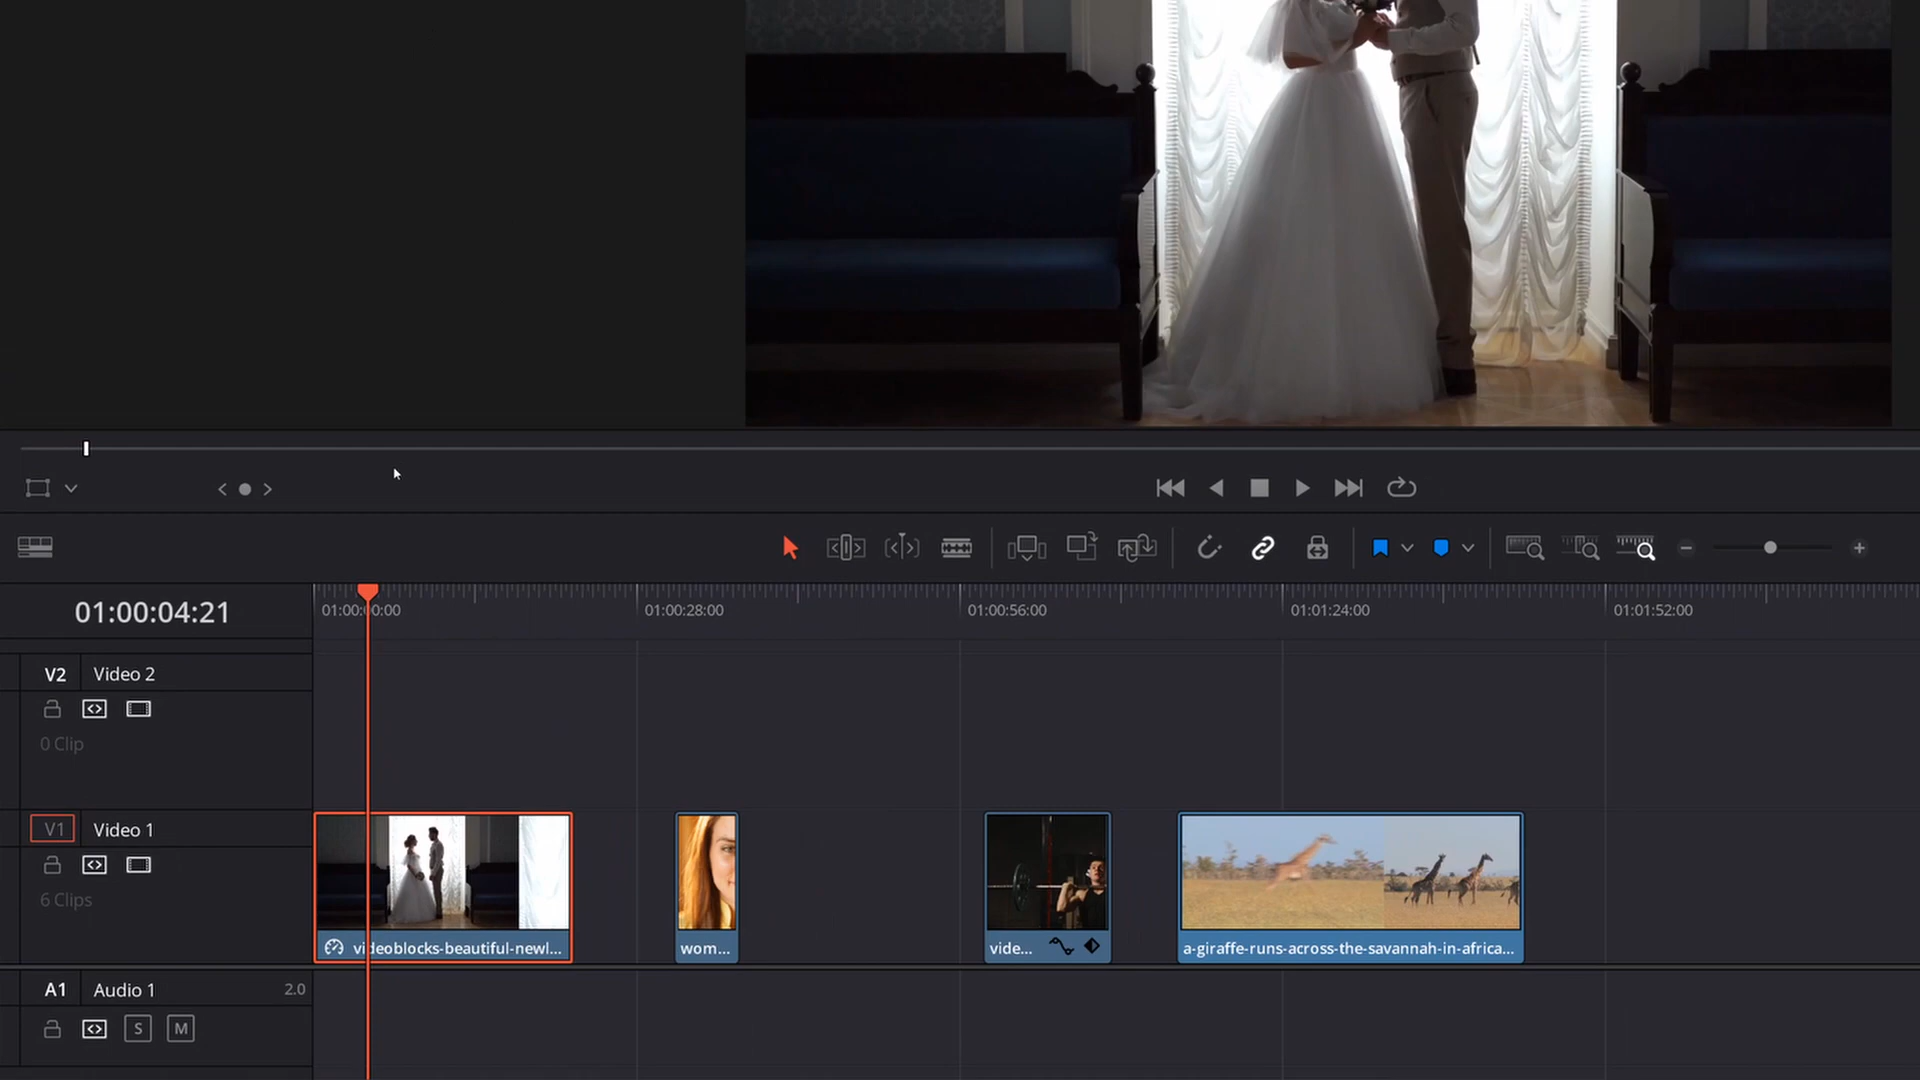 01:00:04:21
01:00:00:00
01:00:28:00
01:00:56:00
01:01:24:00
01:01:52:00
V2 Video 2
0 Clip
V1 Video 1
6 Clips
videoblocks-beautiful-newl...
wom...
vide...
a-giraffe-runs-across-the-savannah-in-africa...
A1 Audio 1 2.0
S M